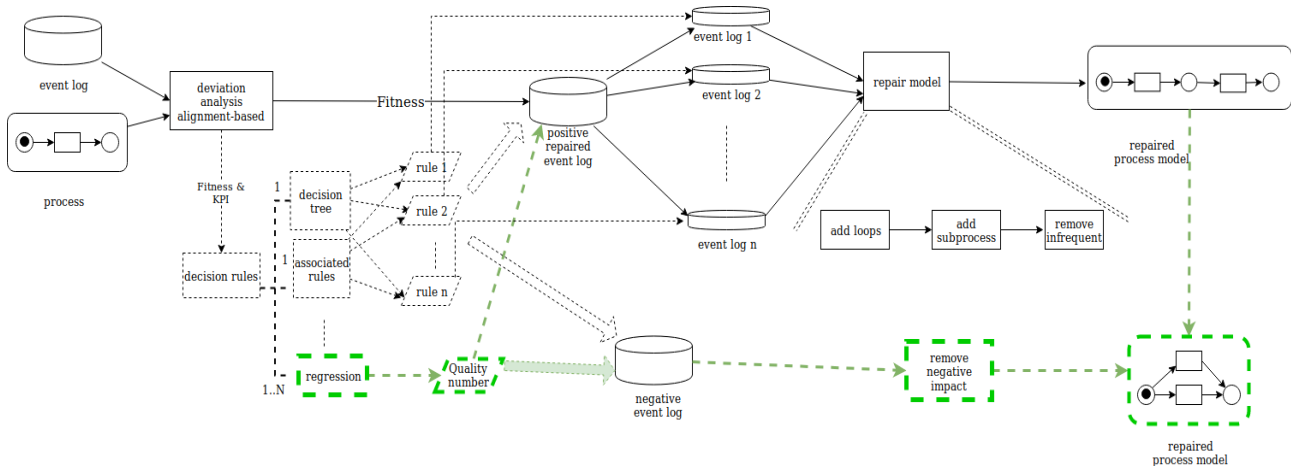 event log
process
deviation
analysis
alignment-based
Fitness
Fitness &
KPI
decision rules
1
1
1..N
decision
tree
associated
rules
regression
rule 1
rule 2
rule n
Quality
number
positive
repaired
event log
negative
event log
event log 1
event log 2
event log n
repair model
add loops
add
subprocess
remove
infrequent
remove
negative
impact
repaired
process model
repaired
process model